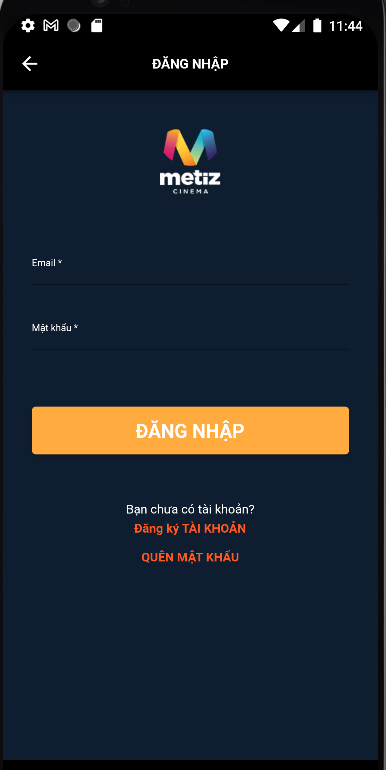 11:44
ĐĂNG NHẬP
metiz
CINEMA
Email *
Mật khẩu *
ĐĂNG NHẬP
Bạn chưa có tài khoản?
Đăng ký TÀI KHOẢN
QUÊN MẬT KHẨU